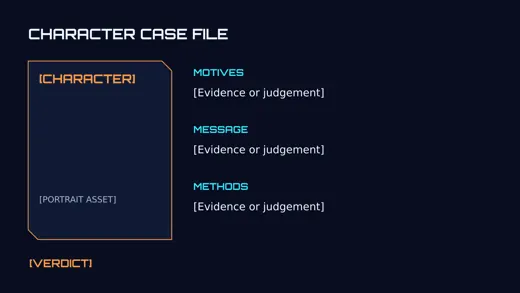 CHARACTER CASE FILE
[CHARACTER]
[PORTRAIT ASSET]
MOTIVES
[Evidence or judgement]
MESSAGE
[Evidence or judgement]
METHODS
[Evidence or judgement]
[VERDICT]